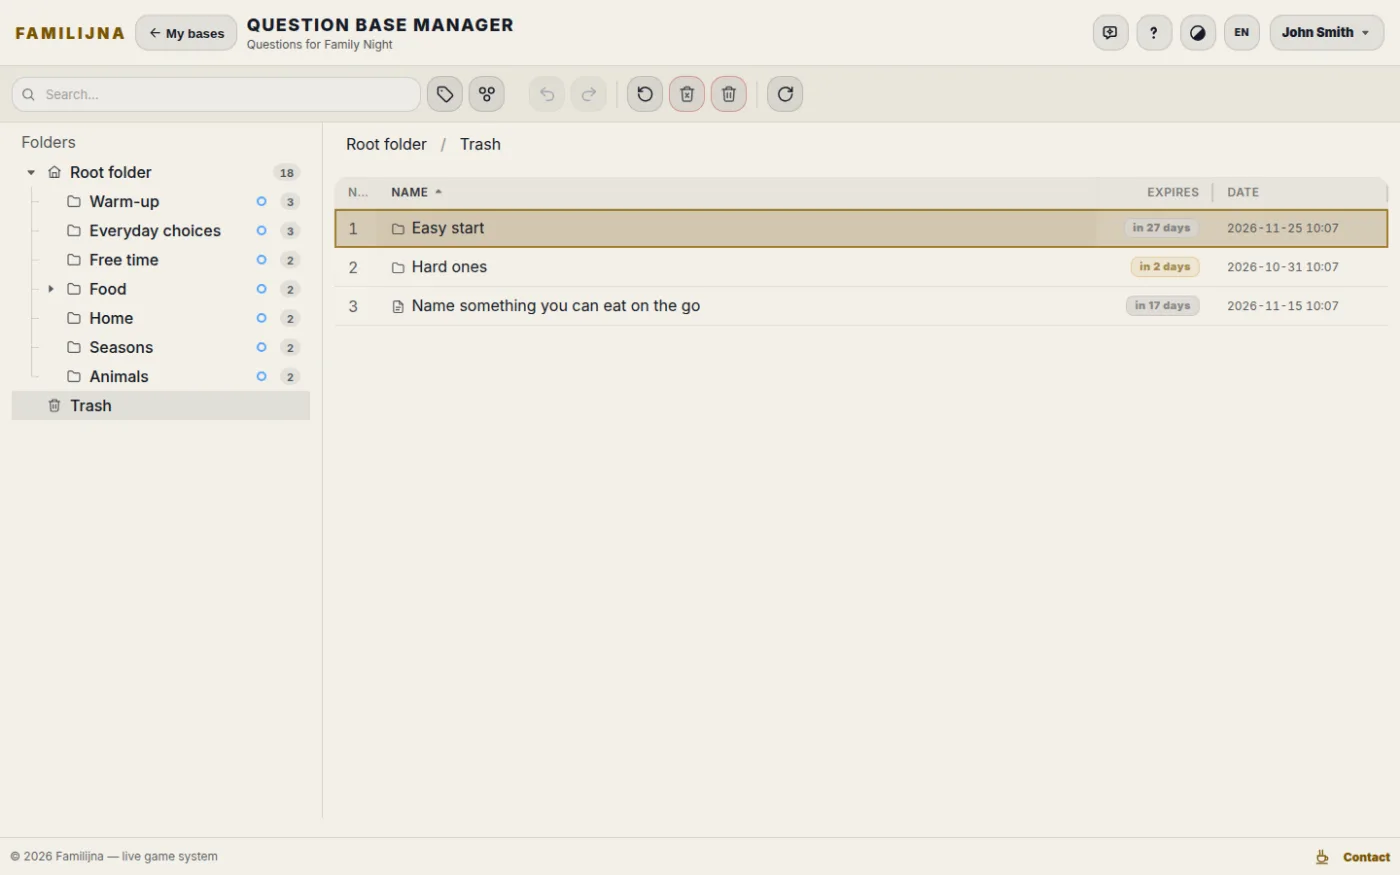 FAMILIJNA
My bases
QUESTION BASE MANAGER
Questions for Family Night
?
EN
John Smith
Search...
Folders
Root folder 18
Warm-up 3
Everyday choices 3
Free time 2
Food 2
Home 2
Seasons 2
Animals 2
Trash
Root folder / Trash
N... NAME EXPIRES DATE
1 Easy start in 27 days 2026-11-25 10:07
2 Hard ones in 2 days 2026-10-31 10:07
3 Name something you can eat on the go in 17 days 2026-11-15 10:07
© 2026 Familijna — live game system
Contact